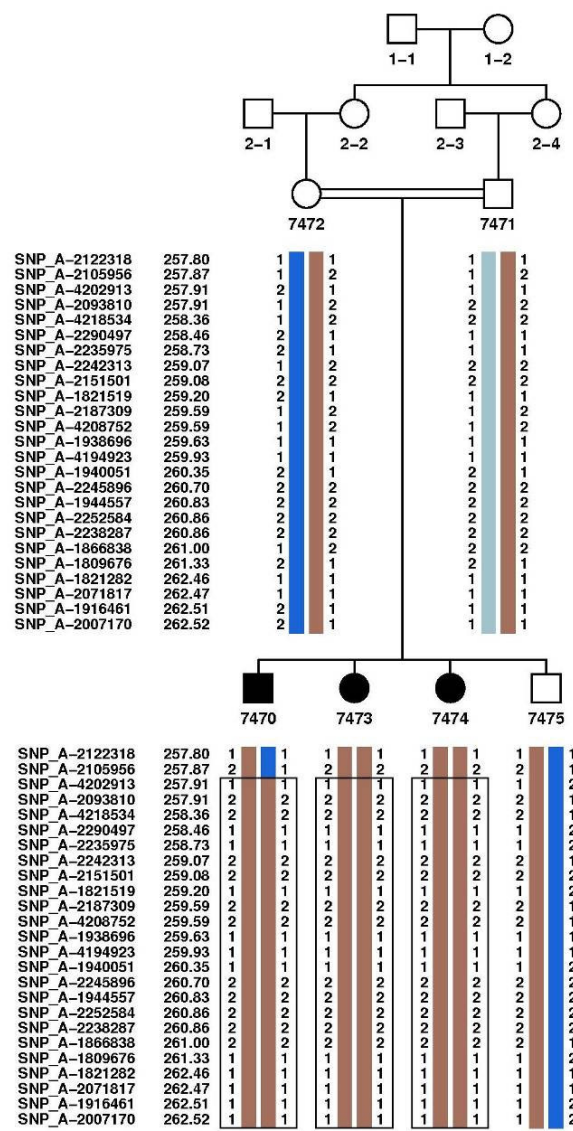 1-1 1-2
2-1 2-2 2-3 2-4
7472 7471
SNP_A-2122318 257.80 1 1 1 1
SNP_A-2105956 257.87 1 2 1 2
SNP_A-4202913 257.91 2 1 1 1
SNP_A-2093810 257.91 1 2 2 2
SNP_A-4218534 258.36 1 2 2 2
SNP_A-2290497 258.46 2 1 1 1
SNP_A-2235975 258.73 2 1 1 1
SNP_A-2242313 259.07 2 2 2 2
SNP_A-2151501 259.08 1 2 2 2
SNP_A-1821519 259.20 2 1 1 1
SNP_A-2187309 259.59 2 2 1 2
SNP_A-4208752 259.59 1 2 1 2
SNP_A-1938696 259.63 1 1 1 1
SNP_A-4194923 259.93 1 1 1 1
SNP_A-1940051 260.35 2 1 2 1
SNP_A-2245896 260.70 2 2 1 2
SNP_A-1944557 260.83 2 2 2 2
SNP_A-2252584 260.86 2 2 2 2
SNP_A-2238287 260.86 2 2 2 2
SNP_A-1866838 261.00 1 2 2 2
SNP_A-1809676 261.33 2 1 2 1
SNP_A-1821282 262.46 1 1 1 1
SNP_A-2071817 262.47 1 1 1 1
SNP_A-1916461 262.51 2 1 1 1
SNP_A-2007170 262.52 2 1 1 1
7470 7473 7474 7475
SNP_A-2122318 257.80 1 1 1 1 1 1 1 1
SNP_A-2105956 257.87 2 1 2 2 2 2 2 1
SNP_A-4202913 257.91 1 1 1 1 1 1 1 2
SNP_A-2093810 257.91 2 2 2 2 2 2 2 1
SNP_A-4218534 258.36 2 2 2 2 2 2 2 1
SNP_A-2290497 258.46 1 1 1 1 1 1 1 2
SNP_A-2235975 258.73 1 1 1 1 1 1 1 2
SNP_A-2242313 259.07 2 2 2 2 2 2 2 2
SNP_A-2151501 259.08 2 2 2 2 2 2 2 1
SNP_A-1821519 259.20 1 1 1 1 1 1 1 2
SNP_A-2187309 259.59 2 2 2 2 2 2 2 2
SNP_A-4208752 259.59 2 2 2 2 2 2 2 1
SNP_A-1938696 259.63 1 1 1 1 1 1 1 1
SNP_A-4194923 259.93 1 1 1 1 1 1 1 1
SNP_A-1940051 260.35 1 1 1 1 1 1 1 2
SNP_A-2245896 260.70 2 2 2 2 2 2 2 2
SNP_A-1944557 260.83 2 2 2 2 2 2 2 2
SNP_A-2252584 260.86 2 2 2 2 2 2 2 2
SNP_A-2238287 260.86 2 2 2 2 2 2 2 2
SNP_A-1866838 261.00 2 2 2 2 2 2 2 1
SNP_A-1809676 261.33 1 1 1 1 1 1 1 2
SNP_A-1821282 262.46 1 1 1 1 1 1 1 1
SNP_A-2071817 262.47 1 1 1 1 1 1 1 1
SNP_A-1916461 262.51 1 1 1 1 1 1 1 2
SNP_A-2007170 262.52 1 1 1 1 1 1 1 2